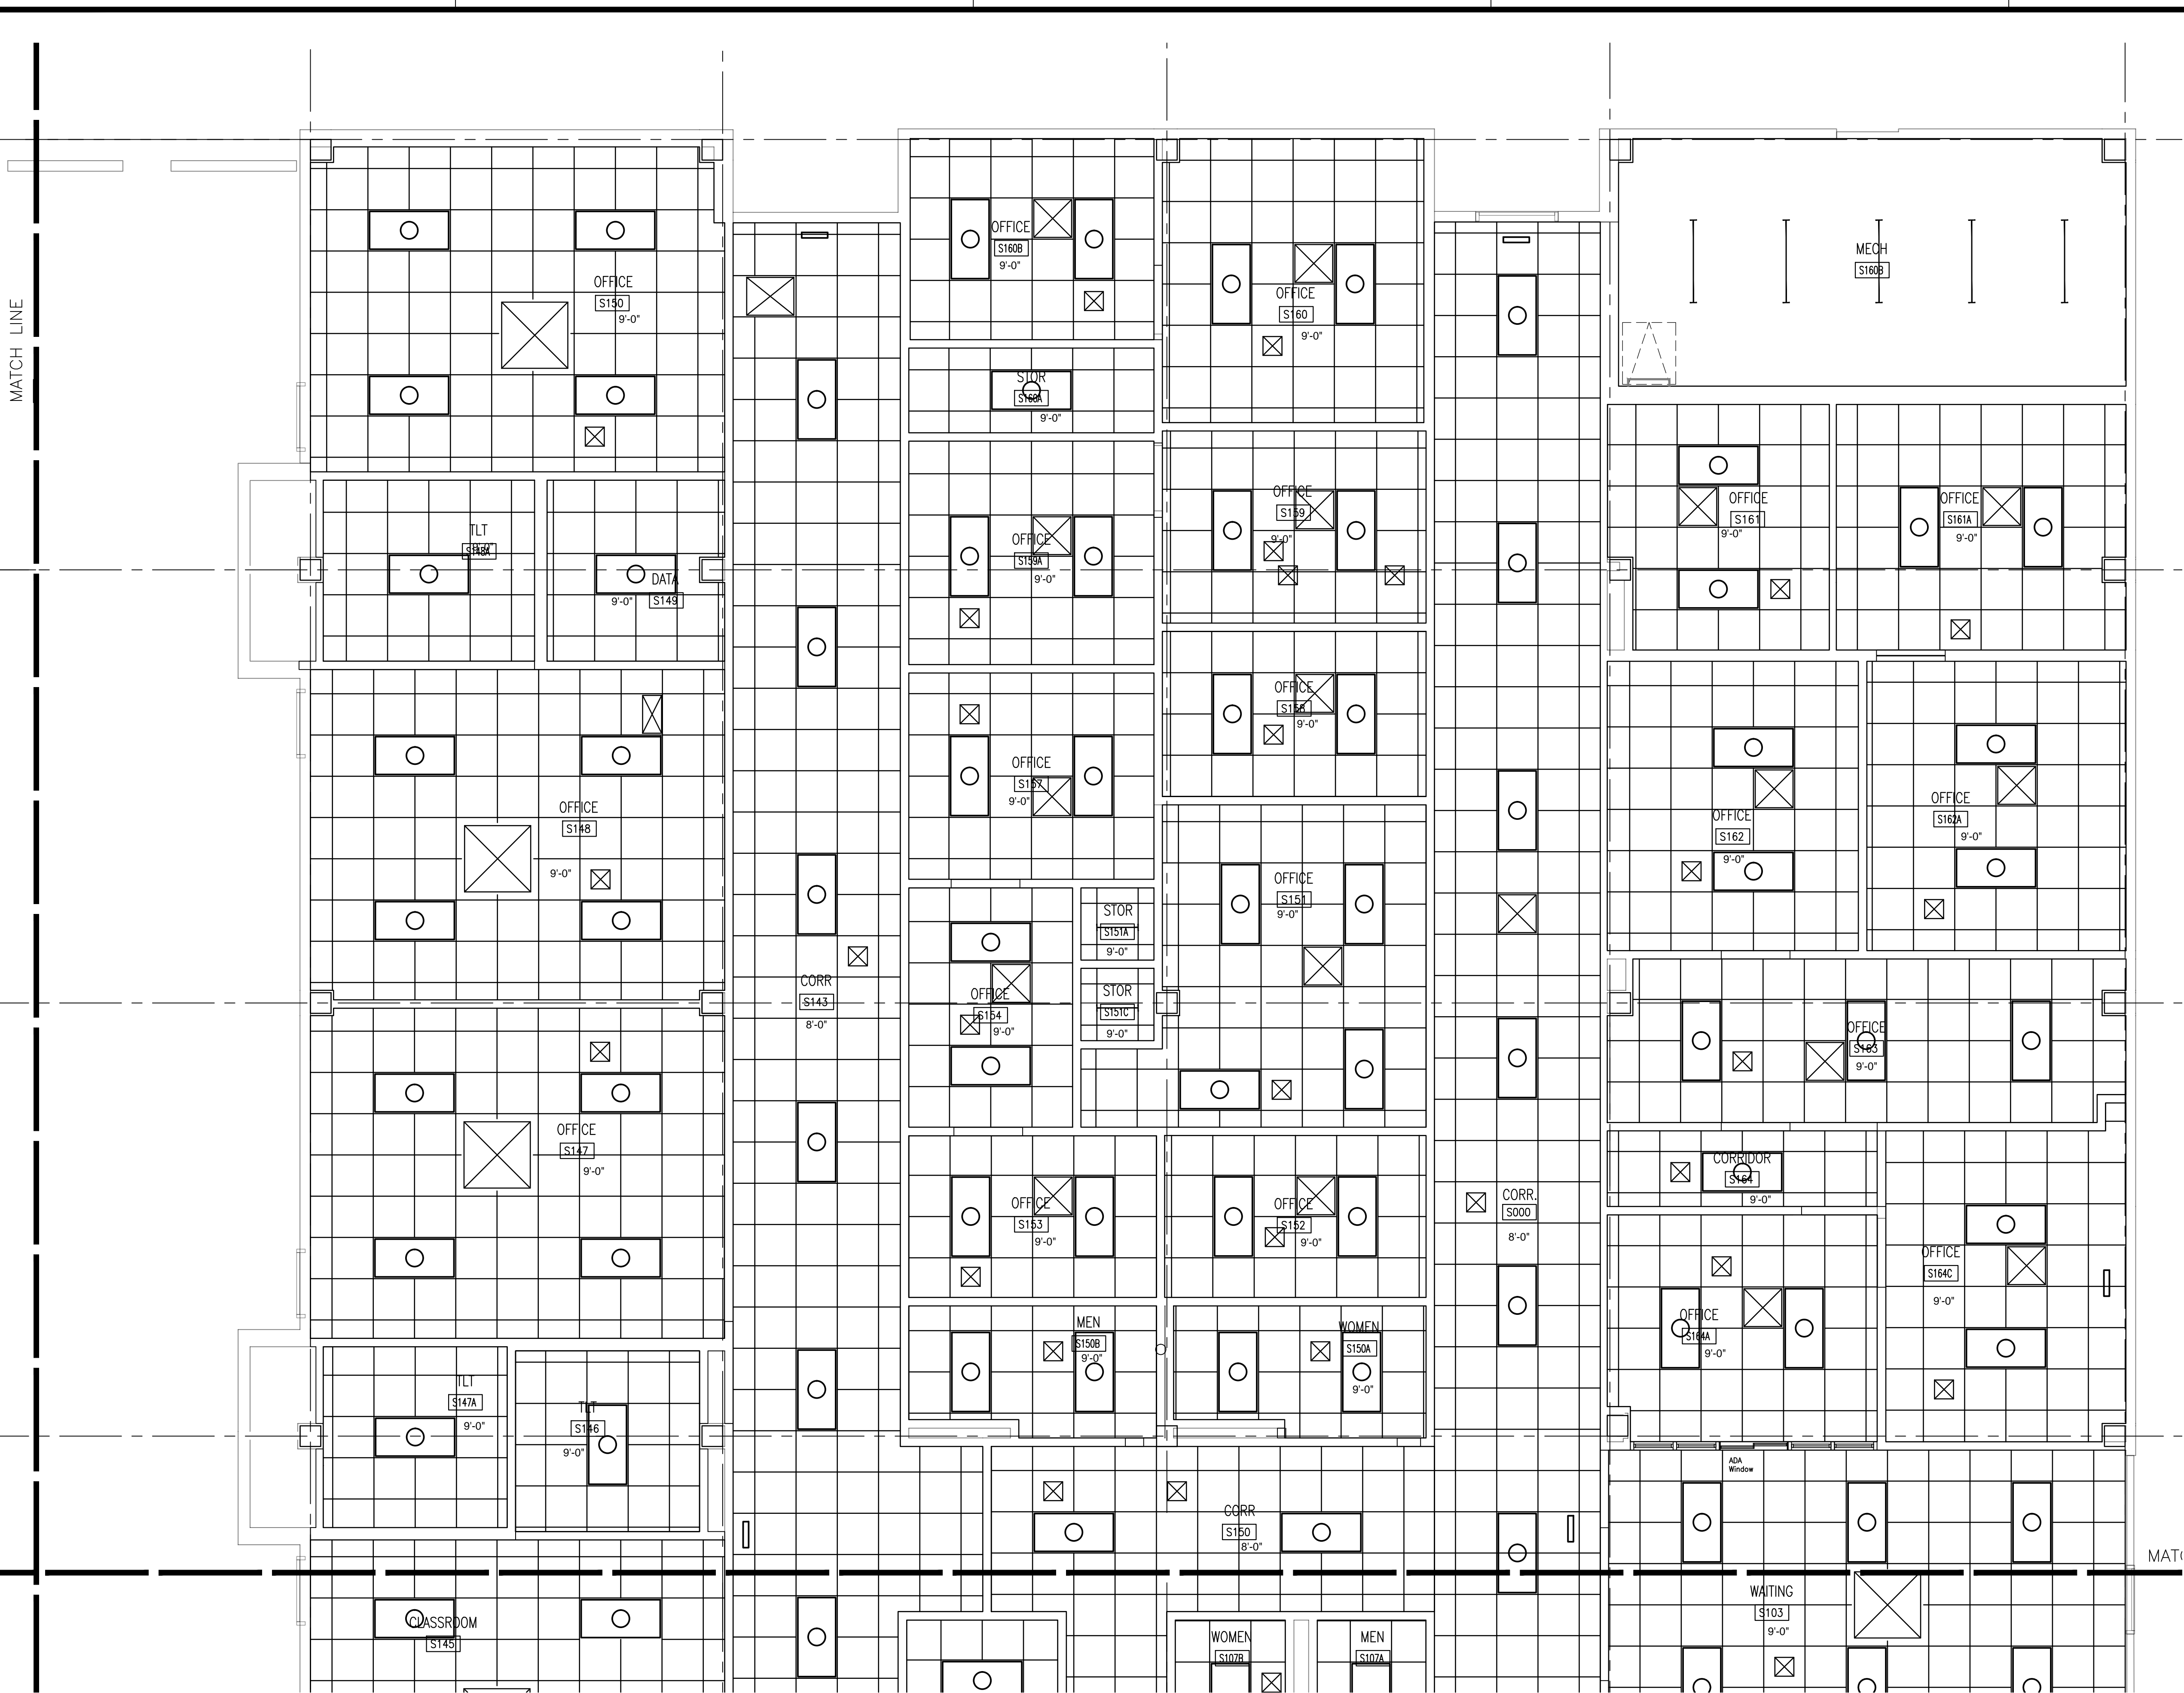 MATCH LINE
OFFICE
S150
9'-0"
OFFICE
S160B
9'-0"
OFFICE
S160
9'-0"
MECH
S160B
STOR
S160A
9'-0"
TLT
S148A
9'-0"
DATA
S149
9'-0"
OFFICE
S159A
9'-0"
OFFICE
S159
9'-0"
OFFICE
S161
9'-0"
OFFICE
S161A
9'-0"
OFFICE
S148
9'-0"
OFFICE
S157
9'-0"
OFFICE
S158
9'-0"
OFFICE
S162
9'-0"
OFFICE
S162A
9'-0"
CORR
S143
8'-0"
OFFICE
S154
9'-0"
STOR
S151A
9'-0"
STOR
S151C
9'-0"
OFFICE
S151
9'-0"
OFFICE
S163
9'-0"
OFFICE
S147
9'-0"
OFFICE
S153
9'-0"
OFFICE
S152
9'-0"
CORR.
S000
8'-0"
CORRIDOR
S164
9'-0"
OFFICE
S164C
9'-0"
OFFICE
S164A
9'-0"
MEN
S150B
9'-0"
WOMEN
S150A
9'-0"
TLT
S147A
9'-0"
TLT
S146
9'-0"
ADA
Window
CORR
S150
8'-0"
MATC
CLASSROOM
S145
WAITING
S103
9'-0"
WOMEN
S107B
MEN
S107A